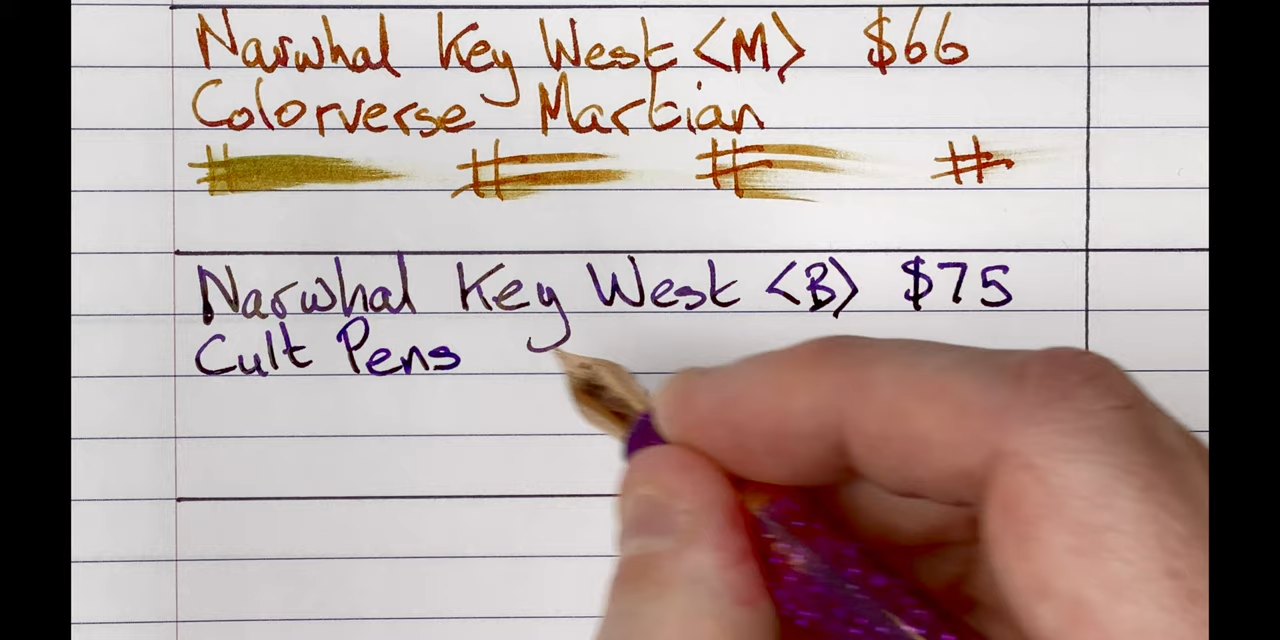 Narwhal Key West <M> $66
Colorverse Martian
# # # #
Narwhal Key West <B> $75
Cult Pens